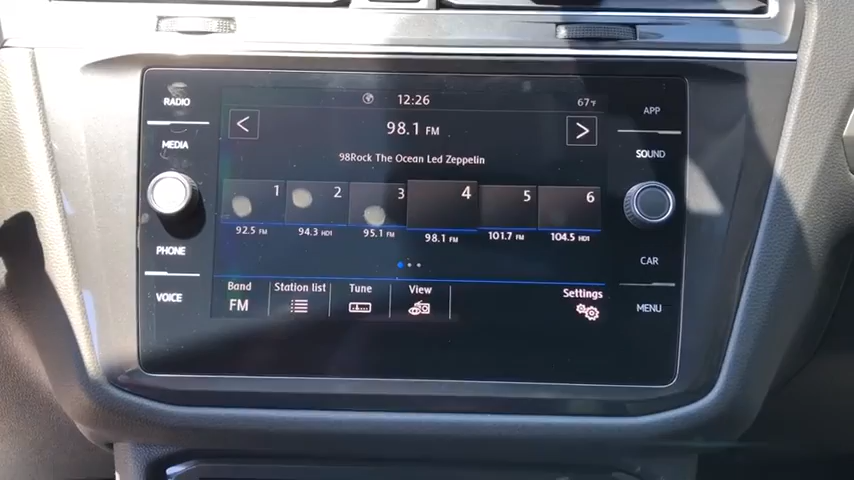 RADIO
MEDIA
PHONE
VOICE
12:26
67°F
98.1 FM
98Rock The Ocean Led Zeppelin
1 2 3 4 5 6
92.5 FM 94.3 HD1 95.1 FM 98.1 FM 101.7 FM 104.5 HD1
Band Station list Tune View Settings
FM
APP
SOUND
CAR
MENU